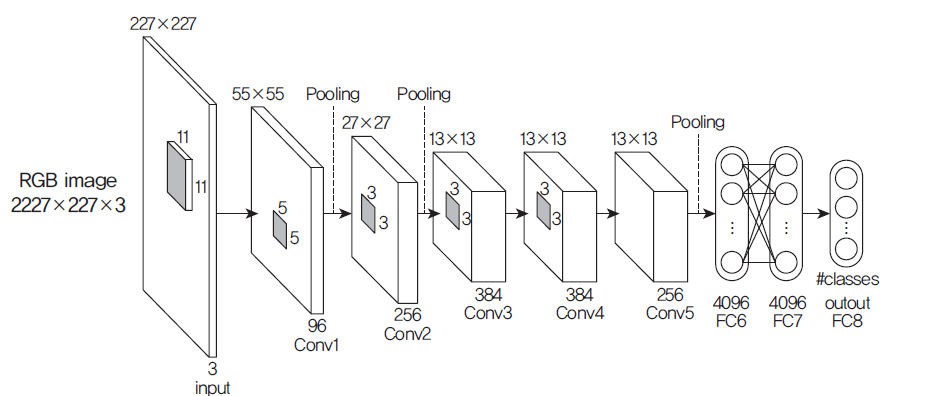 227×227
55×55
Pooling
Pooling
27×27
13×13
13×13
13×13
Pooling
11
11
RGB image
2227×227×3
5
5
3
3
3
3
3
3
3
input
96
Conv1
256
Conv2
384
Conv3
384
Conv4
256
Conv5
4096
FC6
4096
FC7
#classes
outout
FC8